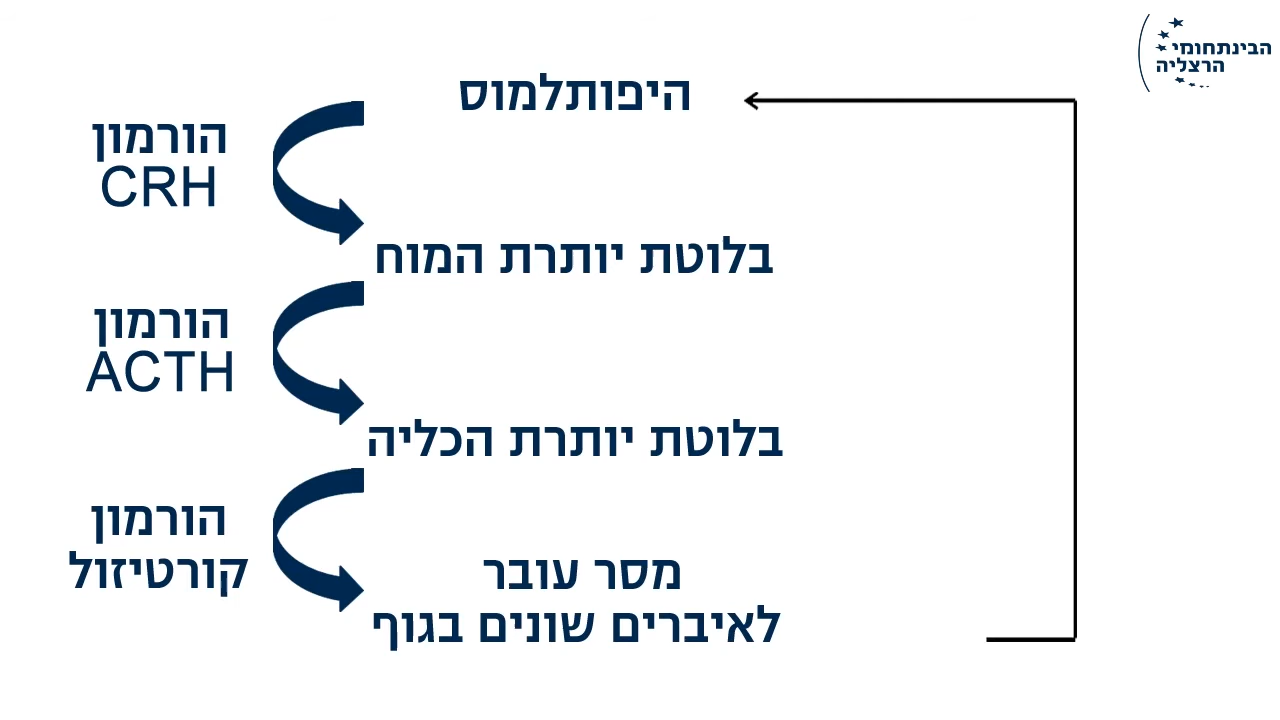 הבינתחומי
הרצליה
היפותלמוס
הורמון
CRH
בלוטת יותרת המוח
הורמון
ACTH
בלוטת יותרת הכליה
הורמון
קורטיזול
מסר עובר
לאיברים שונים בגוף